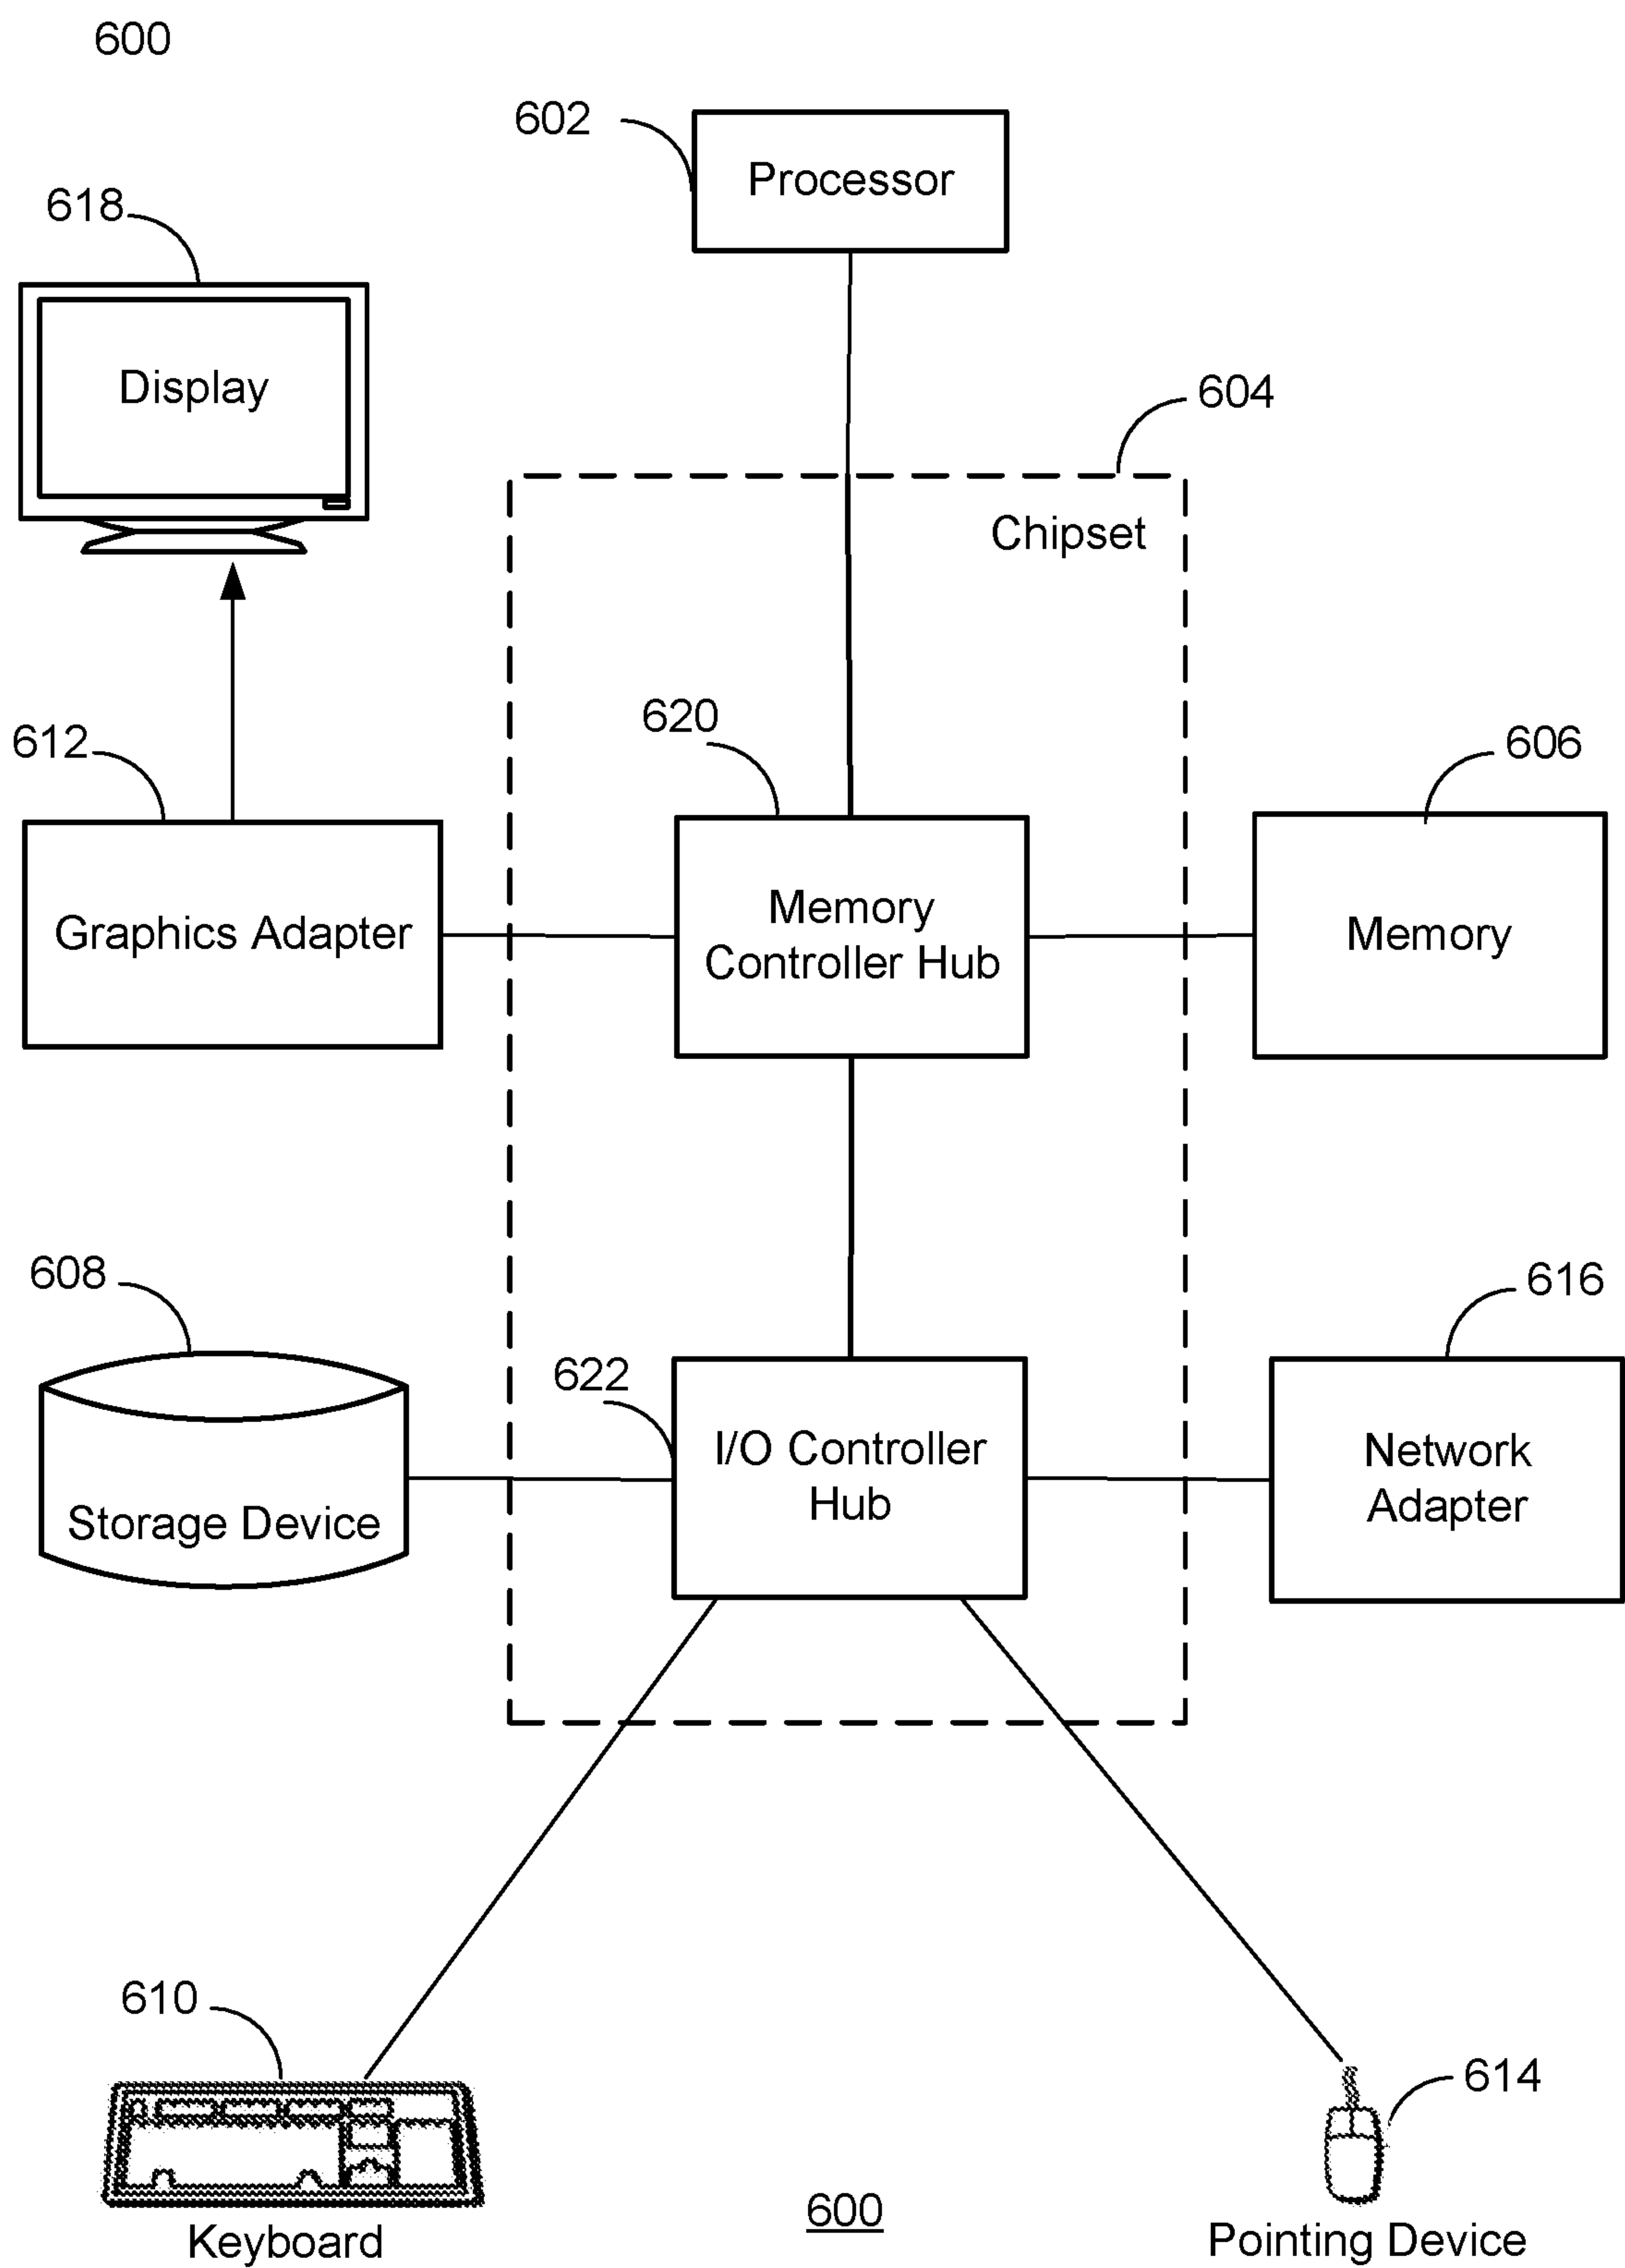 600
602
Processor
618
Display
604
Chipset
620
612
606
Graphics Adapter
Memory
Controller Hub
Memory
608
616
622
Storage Device
I/O Controller
Hub
Network
Adapter
610
614
Keyboard
600
Pointing Device